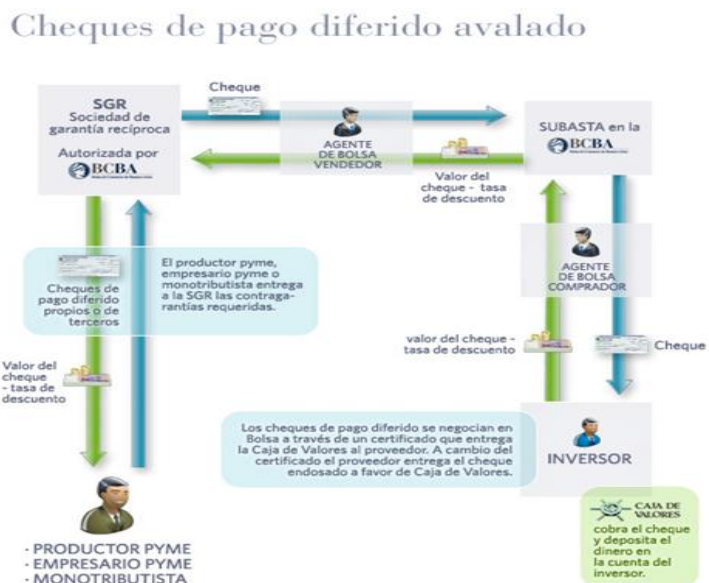 Cheques de pago diferido avalado
SGR
Sociedad de
garantía recíproca
Autorizada por
BCBA
Cheque
AGENTE
DE BOLSA
VENDEDOR
Valor del
cheque - tasa
de descuento
SUBASTA en la
BCBA
El productor pyme,
empresario pyme o
monotributista entrega
a la SGR las contraga-
rantías requeridas.
Cheques de
pago diferido
propios o de
terceros
AGENTE
DE BOLSA
COMPRADOR
valor del cheque -
tasa de descuento
Cheque
Valor del
cheque
- tasa de
descuento
Los cheques de pago diferido se negocian en
Bolsa a través de un certificado que entrega
la Caja de Valores al proveedor. A cambio del
certificado el proveedor entrega el cheque
endosado a favor de Caja de Valores.
INVERSOR
CAJA DE
VALORES
cobra el cheque
y deposita el
dinero en
la cuenta del
inversor.
- PRODUCTOR PYME
- EMPRESARIO PYME
- MONOTRIBUTISTA